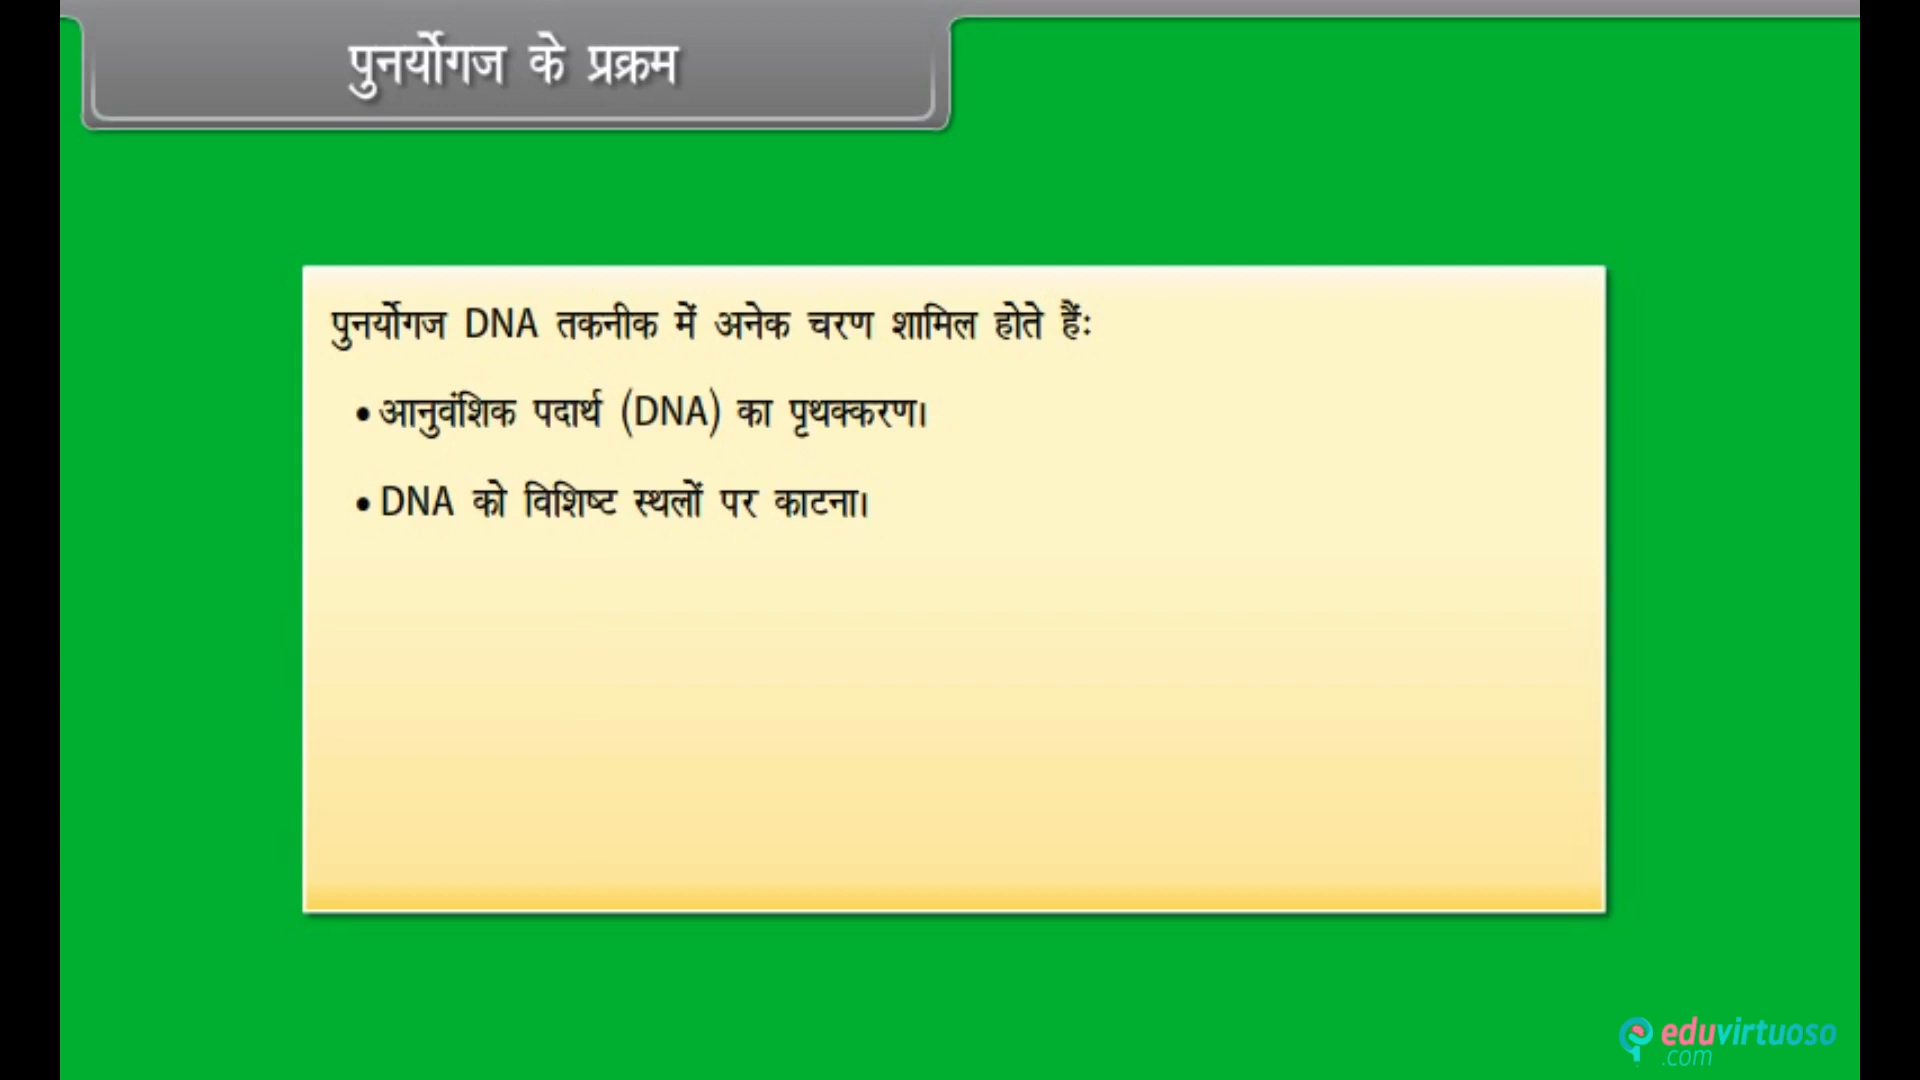 पुनर्योगज के प्रक्रम
पुनर्योगज DNA तकनीक में अनेक चरण शामिल होते हैंः
• आनुवंशिक पदार्थ (DNA) का पृथक्करण।
• DNA को विशिष्ट स्थलों पर काटना।
eduvirtuoso
.com